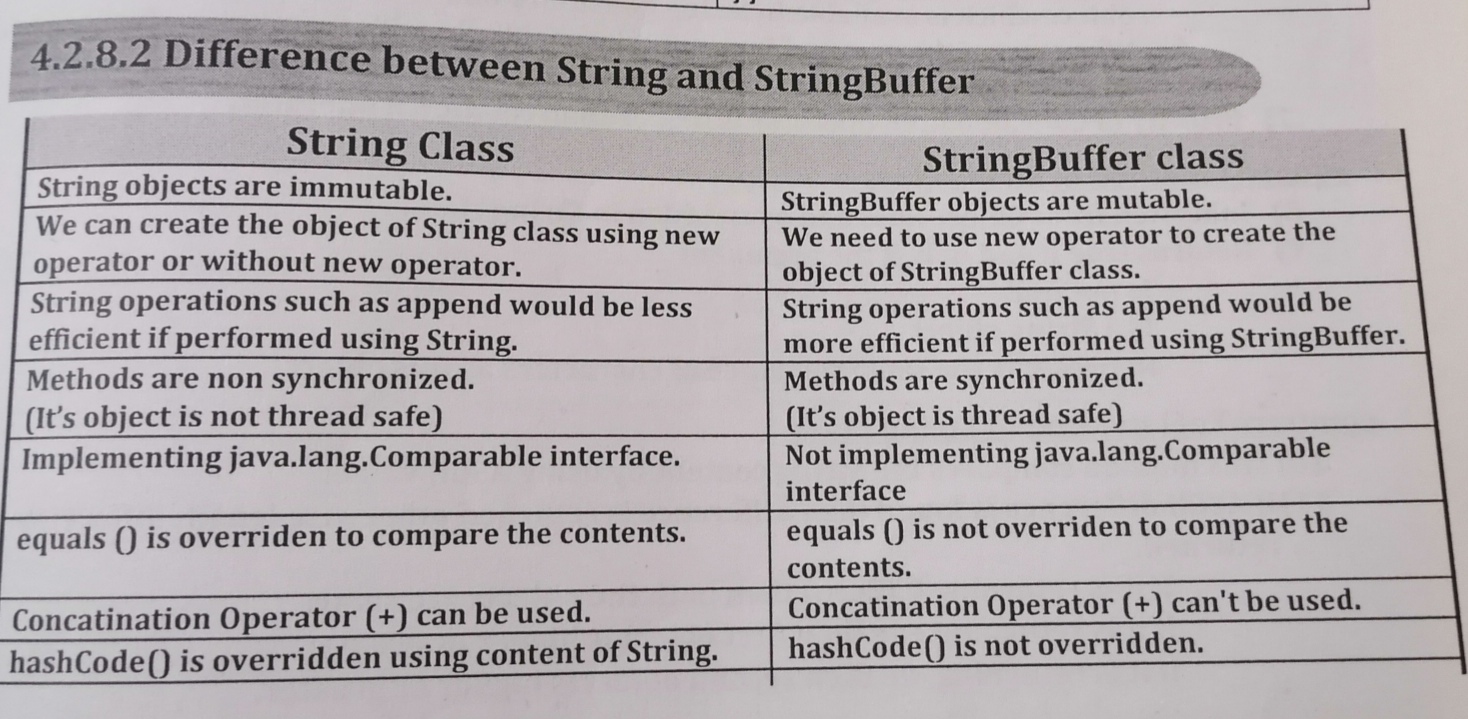 4.2.8.2 Difference between String and StringBuffer
String Class
StringBuffer class
String objects are immutable.
StringBuffer objects are mutable.
We can create the object of String class using new
operator or without new operator.
We need to use new operator to create the
object of StringBuffer class.
String operations such as append would be less
efficient if performed using String.
String operations such as append would be
more efficient if performed using StringBuffer.
Methods are non synchronized.
(It's object is not thread safe)
Methods are synchronized.
(It's object is thread safe)
Implementing java.lang.Comparable interface.
Not implementing java.lang.Comparable
interface
equals () is overriden to compare the contents.
equals () is not overriden to compare the
contents.
Concatination Operator (+) can be used.
Concatination Operator (+) can't be used.
hashCode() is overridden using content of String.
hashCode() is not overridden.